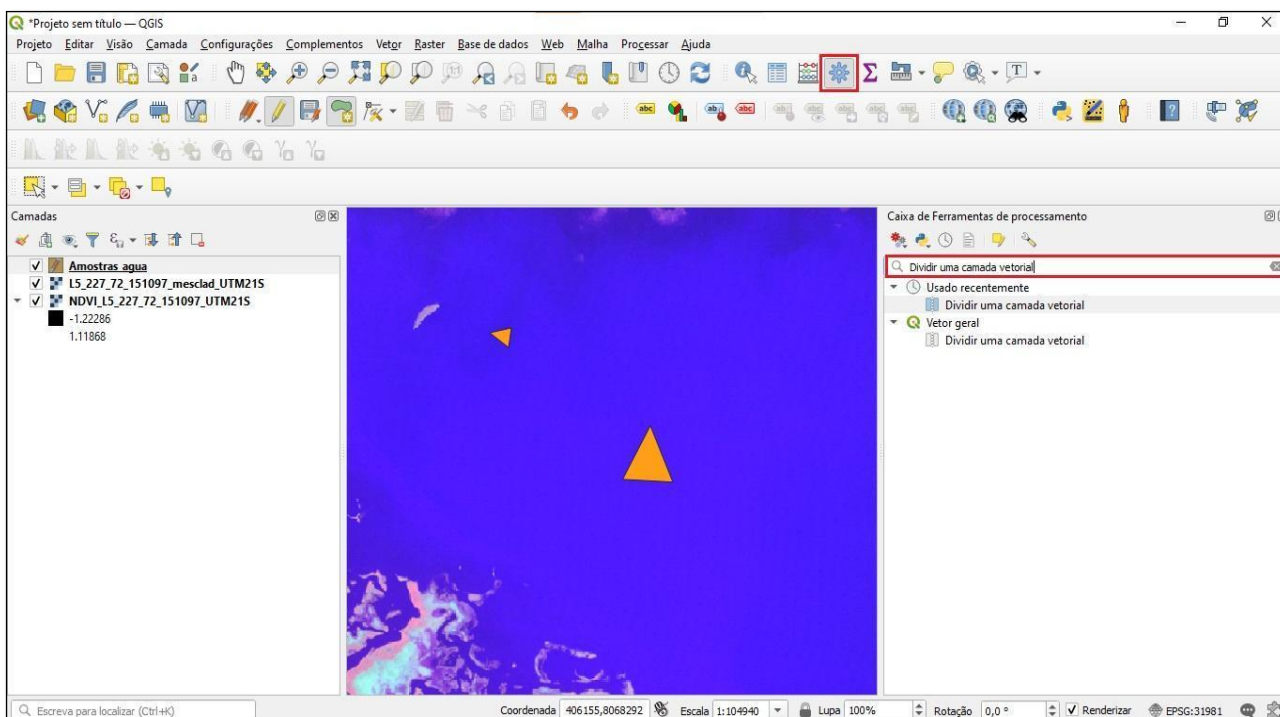 *Projeto sem título — QGIS
Projeto Editar Visão Camada Configurações Complementos Vetor Raster Base de dados Web Malha Processar Ajuda
Camadas
Amostras agua
L5_227_72_151097_mesclad_UTM21S
NDVI_L5_227_72_151097_UTM21S
-1.22286
1.11868
Caixa de Ferramentas de processamento
Dividir uma camada vetorial
Usado recentemente
Dividir uma camada vetorial
Vetor geral
Dividir uma camada vetorial
Escreva para localizar (Ctrl+K)
Coordenada 406155,8068292 Escala 1:104940 Lupa 100% Rotação 0,0 ° Renderizar EPSG:31981